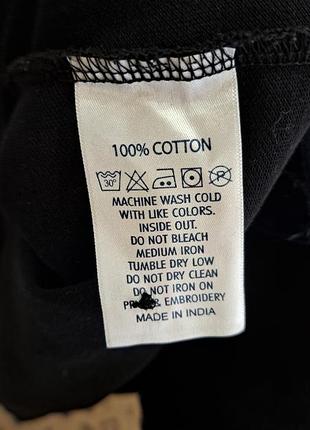 100% COTTON
30°
MACHINE WASH COLD
WITH LIKE COLORS.
INSIDE OUT.
DO NOT BLEACH
MEDIUM IRON
TUMBLE DRY LOW
DO NOT DRY CLEAN
DO NOT IRON ON
EMBROIDERY
MADE IN INDIA